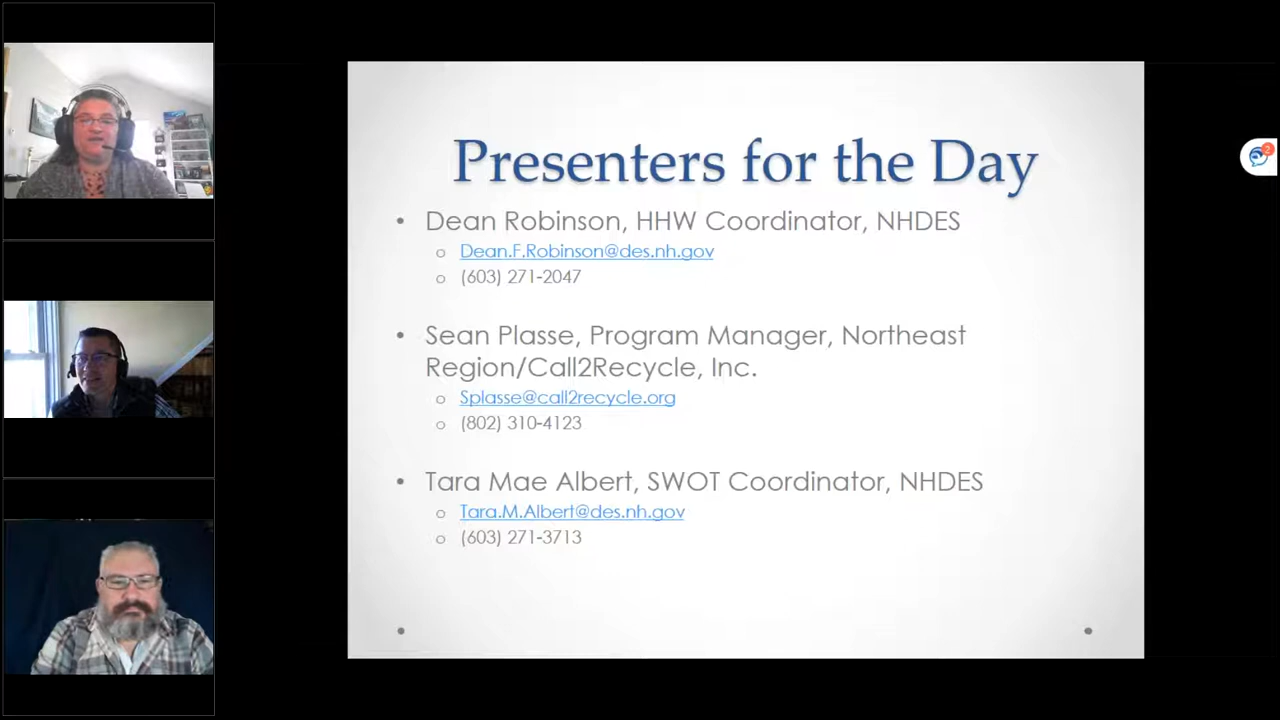 Presenters for the Day
• Dean Robinson, HHW Coordinator, NHDES
o Dean.F.Robinson@des.nh.gov
o (603) 271-2047
• Sean Plasse, Program Manager, Northeast
Region/Call2Recycle, Inc.
o Splasse@call2recycle.org
o (802) 310-4123
• Tara Mae Albert, SWOT Coordinator, NHDES
o Tara.M.Albert@des.nh.gov
o (603) 271-3713
2